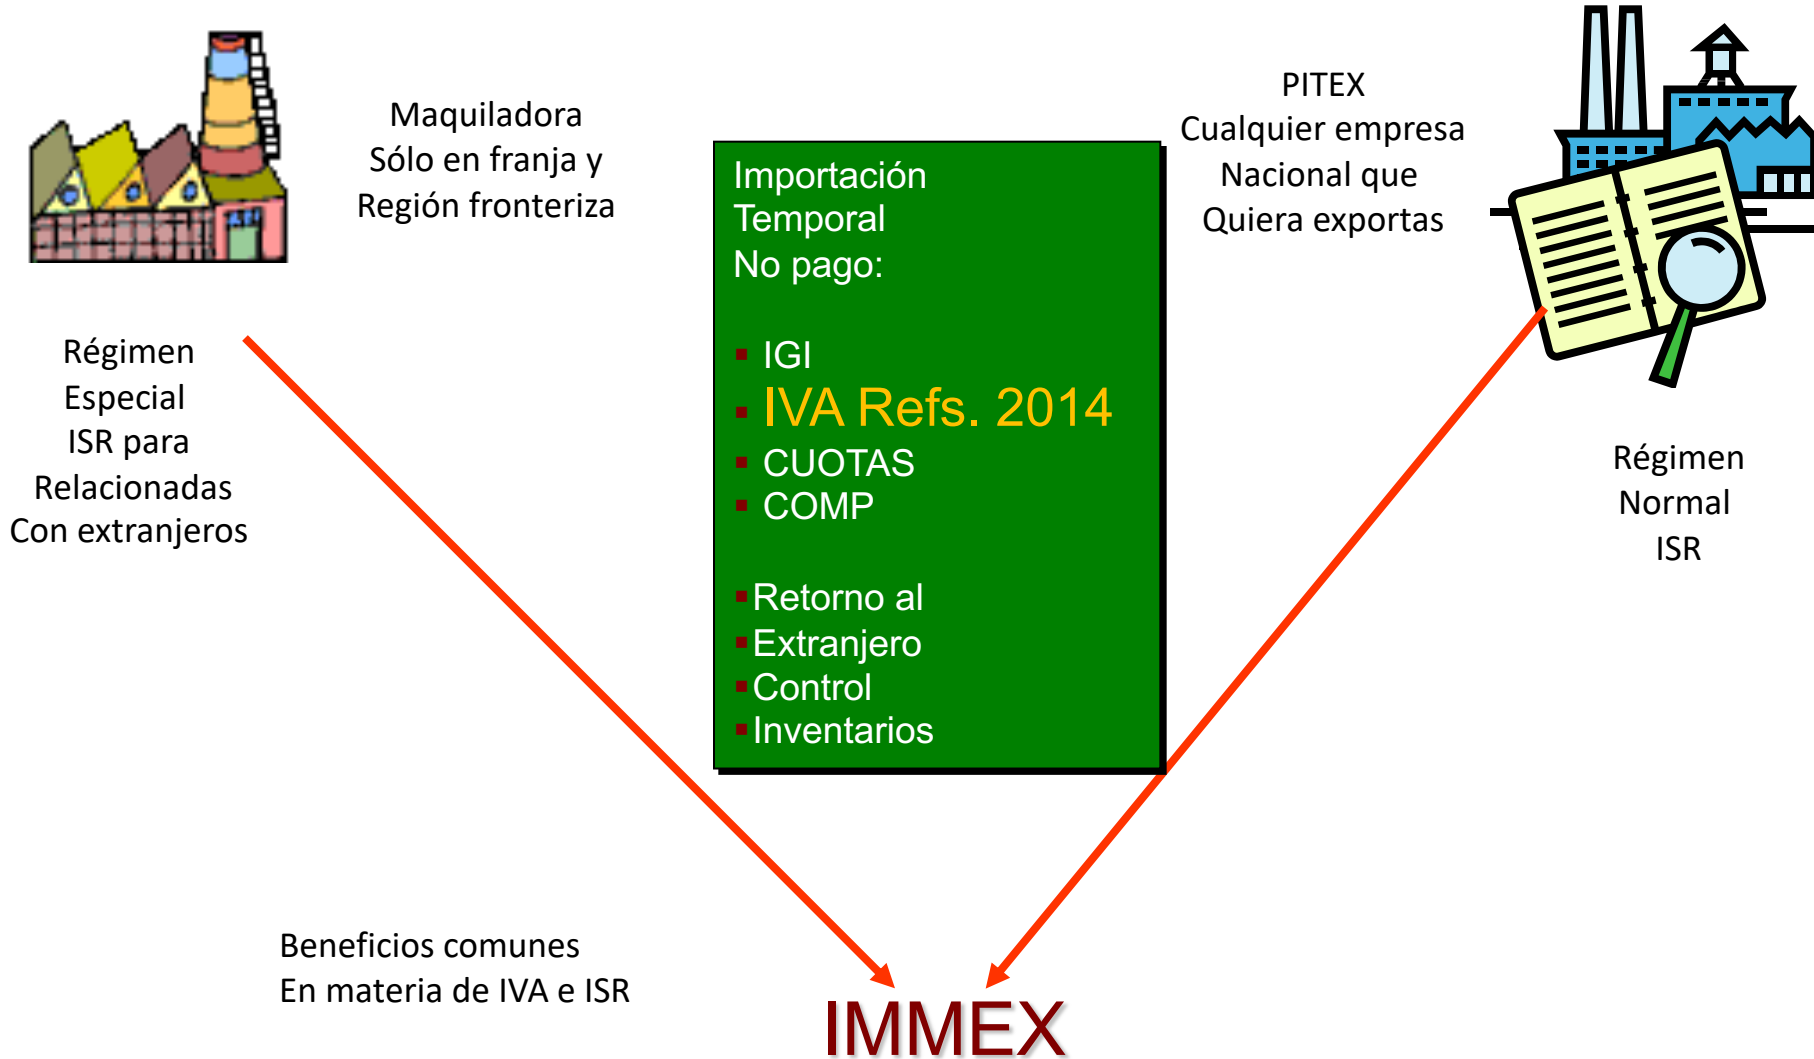 Maquiladora
Sólo en franja y
Región fronteriza
Régimen
Especial
ISR para
Relacionadas
Con extranjeros
Importación
Temporal
No pago:
▪ IGI
▪ IVA Refs. 2014
▪ CUOTAS
▪ COMP
▪ Retorno al
▪ Extranjero
▪ Control
▪ Inventarios
PITEX
Cualquier empresa
Nacional que
Quiera exportas
Régimen
Normal
ISR
Beneficios comunes
En materia de IVA e ISR
IMMEX